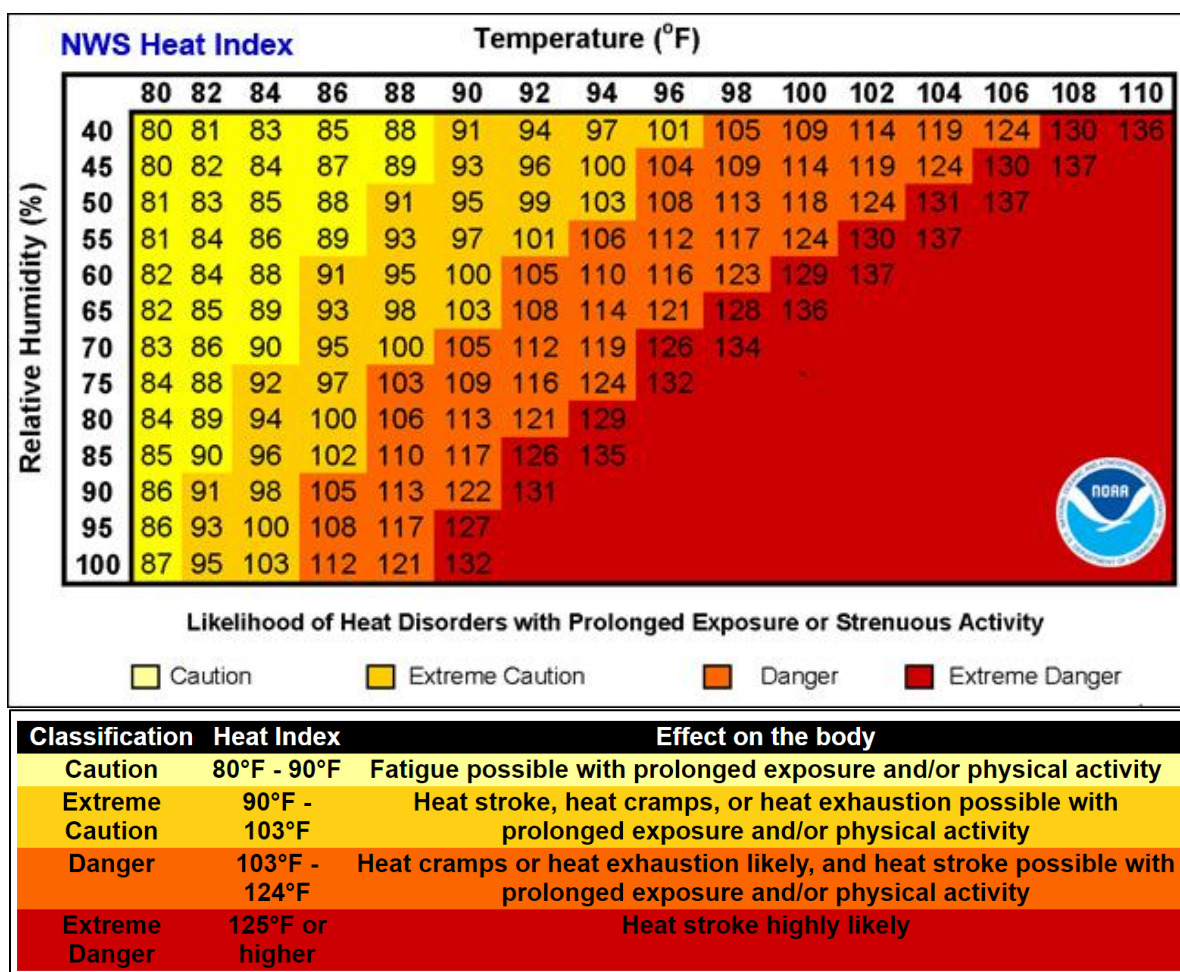 NWS Heat Index
Temperature (°F)
80 82 84 86 88 90 92 94 96 98 100 102 104 106 108 110
Relative Humidity (%)
40 80 81 83 85 88 91 94 97 101 105 109 114 119 124 130 136
45 80 82 84 87 89 93 96 100 104 109 114 119 124 130 137
50 81 83 85 88 91 95 99 103 108 113 118 124 131 137
55 81 84 86 89 93 97 101 106 112 117 124 130 137
60 82 84 88 91 95 100 105 110 116 123 129 137
65 82 85 89 93 98 103 108 114 121 128 136
70 83 86 90 95 100 105 112 119 126 134
75 84 88 92 97 103 109 116 124 132
80 84 89 94 100 106 113 121 129
85 85 90 96 102 110 117 126 135
90 86 91 98 105 113 122 131
95 86 93 100 108 117 127
100 87 95 103 112 121 132
NOAA
Likelihood of Heat Disorders with Prolonged Exposure or Strenuous Activity
Caution Extreme Caution Danger Extreme Danger
Classification Heat Index Effect on the body
Caution 80°F - 90°F Fatigue possible with prolonged exposure and/or physical activity
Extreme 90°F - Heat stroke, heat cramps, or heat exhaustion possible with
Caution 103°F prolonged exposure and/or physical activity
Danger 103°F - Heat cramps or heat exhaustion likely, and heat stroke possible with
124°F prolonged exposure and/or physical activity
Extreme 125°F or Heat stroke highly likely
Danger higher